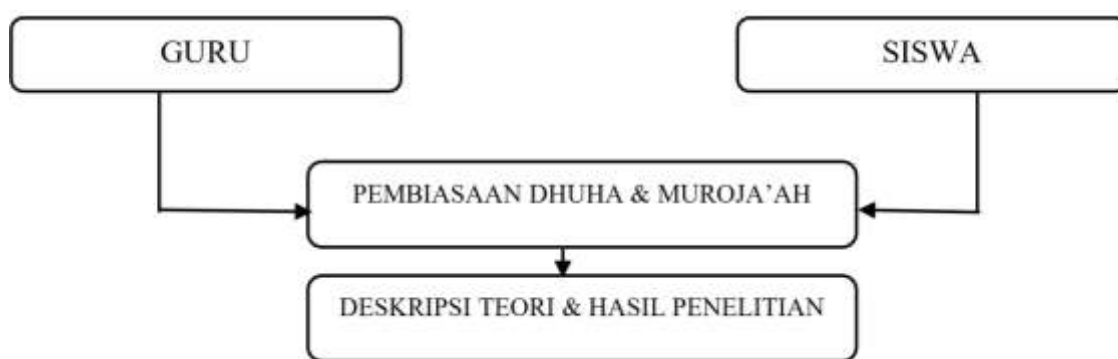 GURU
SISWA
PEMBIASAAN DHUHA & MUROJA’AH
DESKRIPSI TEORI & HASIL PENELITIAN